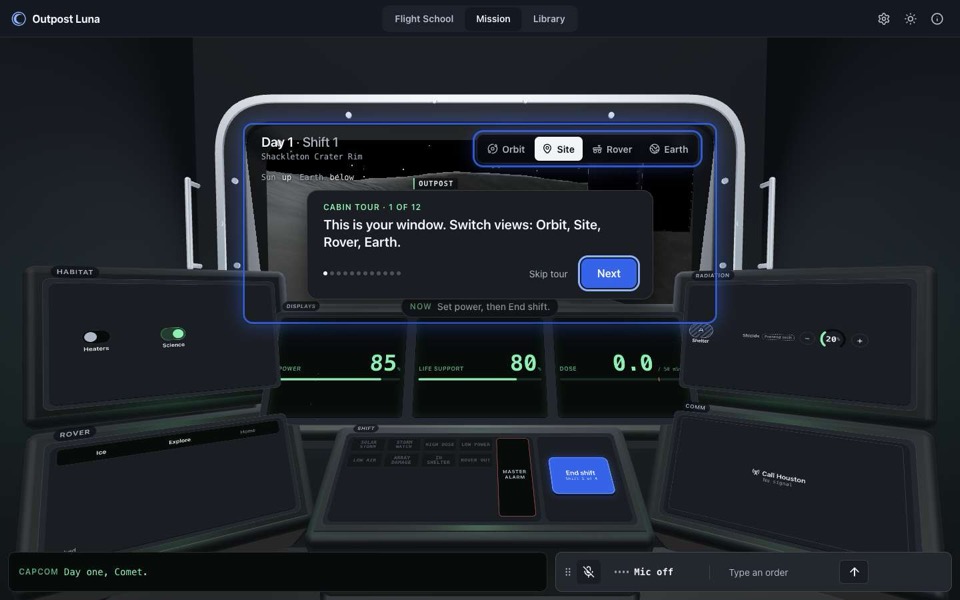 Outpost Luna
Flight School
Mission
Library
Day 1 · Shift 1
Shackleton Crater Rim
Sun up Earth below
Orbit
Site
Rover
Earth
OUTPOST
CABIN TOUR · 1 OF 12
This is your window. Switch views: Orbit, Site,
Rover, Earth.
Skip tour
Next
NOW Set power, then End shift.
HABITAT
Heaters
Science
DISPLAYS
POWER 85
LIFE SUPPORT 80
DOSE 0.0
RADIATION
Shelter
20
ROVER
Ice
Explore
Home
SHIFT
SOLAR STORM
STORM WATCH
HIGH DOSE
LOW POWER
LOW AIR
ARRAY DAMAGE
IN SHELTER
ROVER OUT
MASTER
ALARM
End shift
COMM
Call Houston
No signal
CAPCOM Day one, Comet.
Mic off
Type an order